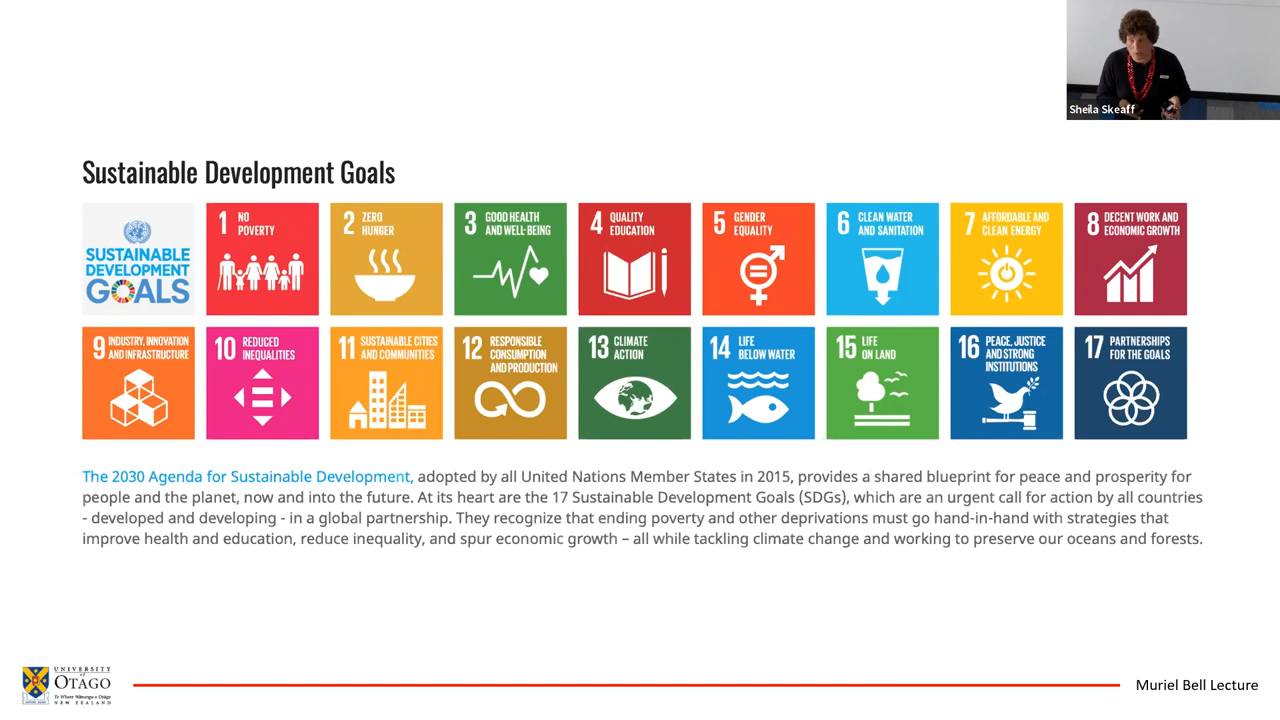 Sheila Skeaff
Sustainable Development Goals
SUSTAINABLE
DEVELOPMENT
GOALS
1 NO
POVERTY
2 ZERO
HUNGER
3 GOOD HEALTH
AND WELL-BEING
4 QUALITY
EDUCATION
5 GENDER
EQUALITY
6 CLEAN WATER
AND SANITATION
7 AFFORDABLE AND
CLEAN ENERGY
8 DECENT WORK AND
ECONOMIC GROWTH
9 INDUSTRY, INNOVATION
AND INFRASTRUCTURE
10 REDUCED
INEQUALITIES
11 SUSTAINABLE CITIES
AND COMMUNITIES
12 RESPONSIBLE
CONSUMPTION
AND PRODUCTION
13 CLIMATE
ACTION
14 LIFE
BELOW WATER
15 LIFE
ON LAND
16 PEACE, JUSTICE
AND STRONG
INSTITUTIONS
17 PARTNERSHIPS
FOR THE GOALS
The 2030 Agenda for Sustainable Development, adopted by all United Nations Member States in 2015, provides a shared blueprint for peace and prosperity for
people and the planet, now and into the future. At its heart are the 17 Sustainable Development Goals (SDGs), which are an urgent call for action by all countries
- developed and developing - in a global partnership. They recognize that ending poverty and other deprivations must go hand-in-hand with strategies that
improve health and education, reduce inequality, and spur economic growth – all while tackling climate change and working to preserve our oceans and forests.
UNIVERSITY
of
OTAGO
Te Whare Wānanga o Otāgo
NEW ZEALAND
Muriel Bell Lecture